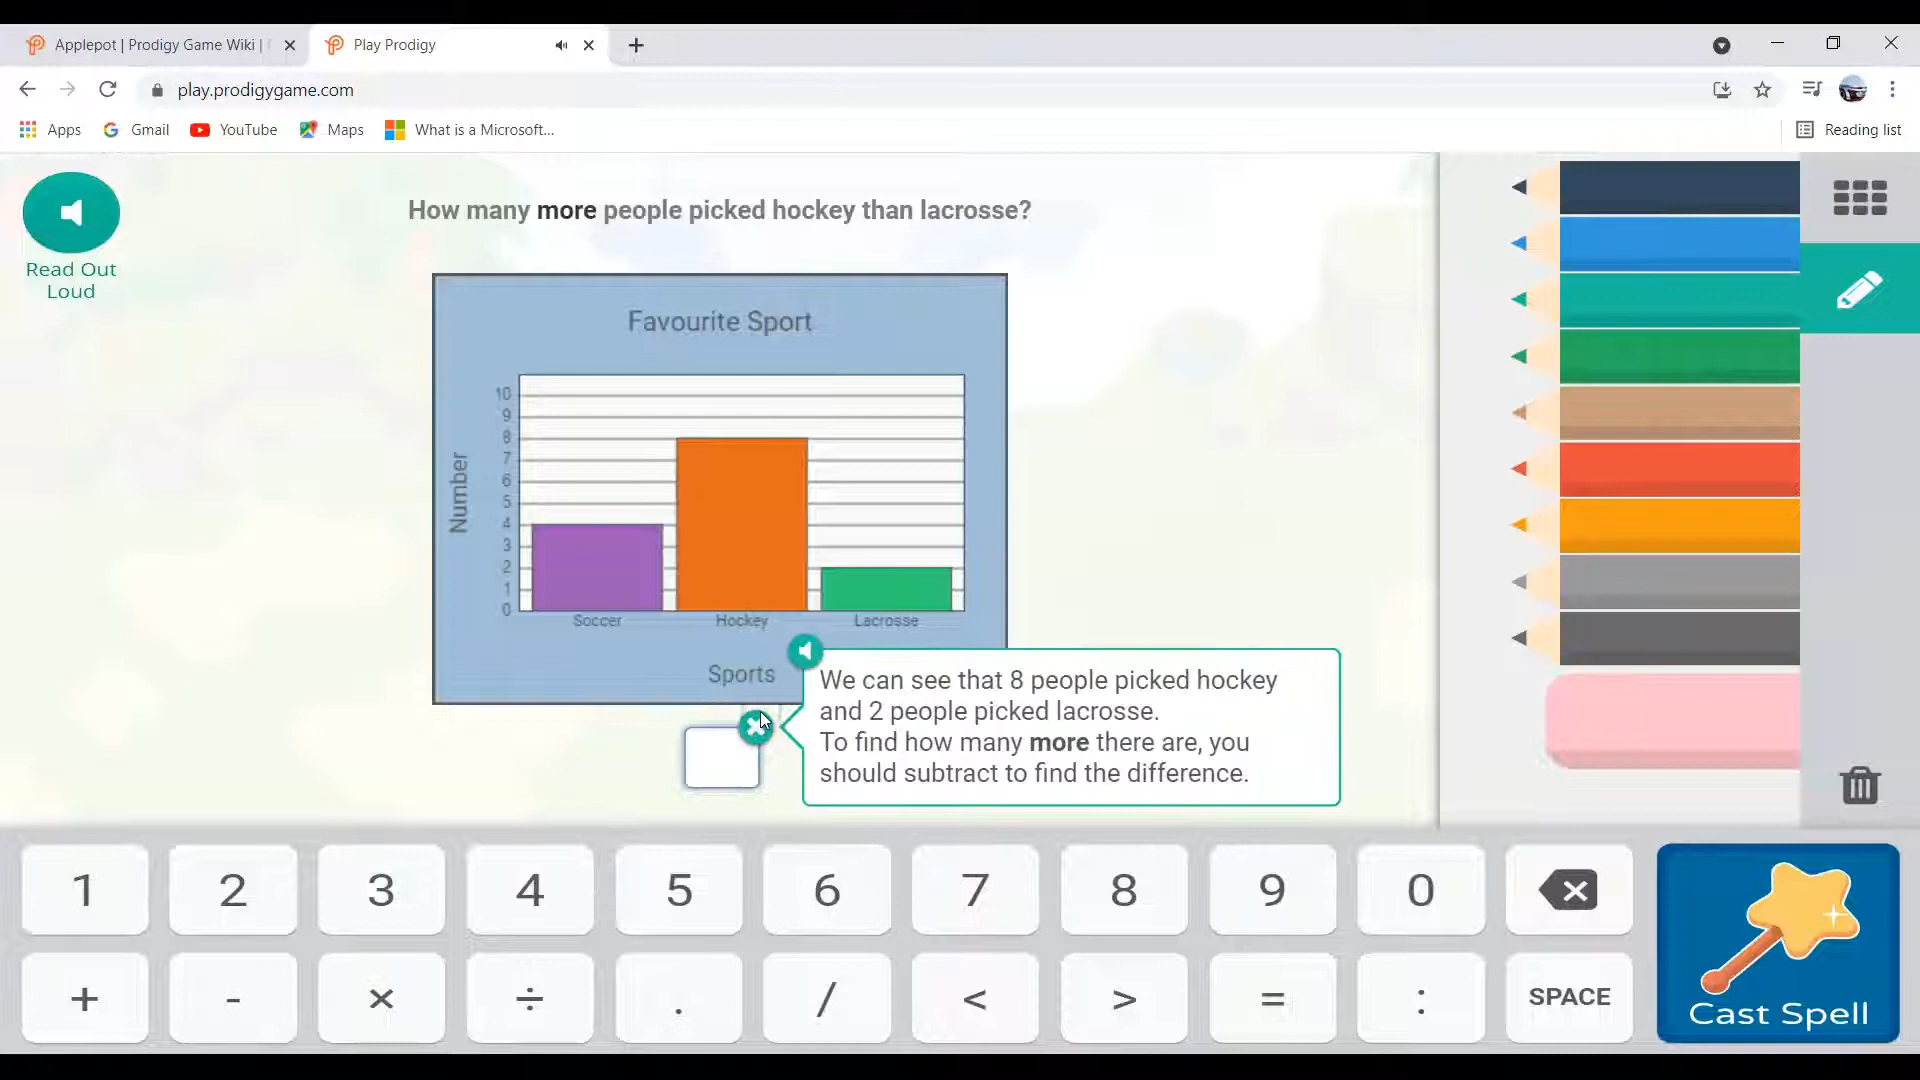 Applepot | Prodigy Game Wiki |
Play Prodigy
play.prodigygame.com
Apps
Gmail
YouTube
Maps
What is a Microsoft...
Reading list
Read Out
Loud
How many more people picked hockey than lacrosse?
Favourite Sport
Number
10
9
8
7
6
5
4
3
2
1
0
Soccer Hockey Lacrosse
Sports
We can see that 8 people picked hockey
and 2 people picked lacrosse.
To find how many more there are, you
should subtract to find the difference.
1 2 3 4 5 6 7 8 9 0
+ - × ÷ . / < > = : SPACE
Cast Spell